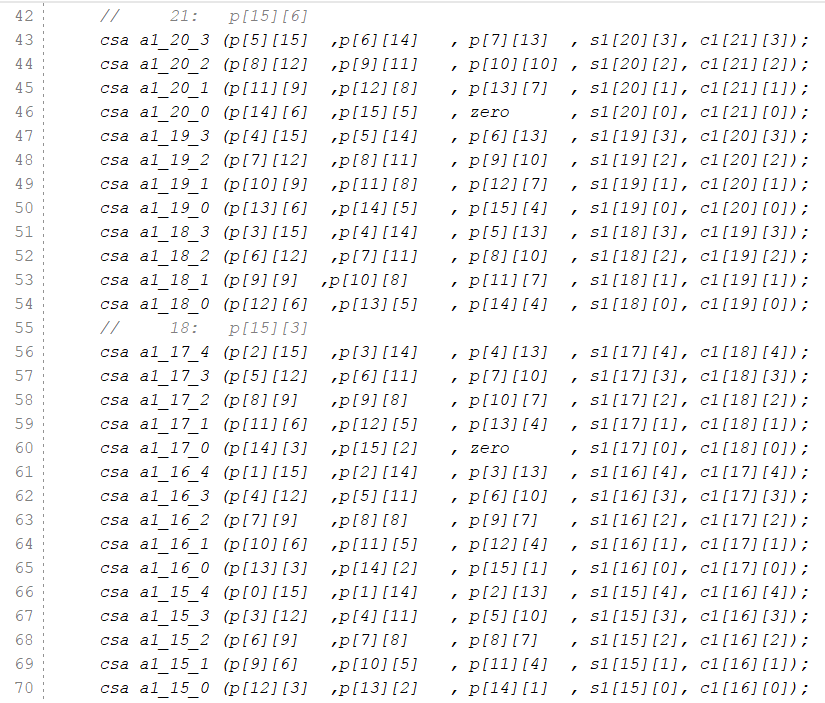 42 //     21:   p[15][6]
43 csa a1_20_3 (p[5][15]  ,p[6][14]   , p[7][13]  , s1[20][3], c1[21][3]);
44 csa a1_20_2 (p[8][12]  ,p[9][11]   , p[10][10] , s1[20][2], c1[21][2]);
45 csa a1_20_1 (p[11][9]  ,p[12][8]   , p[13][7]  , s1[20][1], c1[21][1]);
46 csa a1_20_0 (p[14][6]  ,p[15][5]   , zero      , s1[20][0], c1[21][0]);
47 csa a1_19_3 (p[4][15]  ,p[5][14]   , p[6][13]  , s1[19][3], c1[20][3]);
48 csa a1_19_2 (p[7][12]  ,p[8][11]   , p[9][10]  , s1[19][2], c1[20][2]);
49 csa a1_19_1 (p[10][9]  ,p[11][8]   , p[12][7]  , s1[19][1], c1[20][1]);
50 csa a1_19_0 (p[13][6]  ,p[14][5]   , p[15][4]  , s1[19][0], c1[20][0]);
51 csa a1_18_3 (p[3][15]  ,p[4][14]   , p[5][13]  , s1[18][3], c1[19][3]);
52 csa a1_18_2 (p[6][12]  ,p[7][11]   , p[8][10]  , s1[18][2], c1[19][2]);
53 csa a1_18_1 (p[9][9]  ,p[10][8]    , p[11][7]  , s1[18][1], c1[19][1]);
54 csa a1_18_0 (p[12][6]  ,p[13][5]   , p[14][4]  , s1[18][0], c1[19][0]);
55 //     18:   p[15][3]
56 csa a1_17_4 (p[2][15]  ,p[3][14]   , p[4][13]  , s1[17][4], c1[18][4]);
57 csa a1_17_3 (p[5][12]  ,p[6][11]   , p[7][10]  , s1[17][3], c1[18][3]);
58 csa a1_17_2 (p[8][9]   ,p[9][8]    , p[10][7]  , s1[17][2], c1[18][2]);
59 csa a1_17_1 (p[11][6]  ,p[12][5]   , p[13][4]  , s1[17][1], c1[18][1]);
60 csa a1_17_0 (p[14][3]  ,p[15][2]   , zero      , s1[17][0], c1[18][0]);
61 csa a1_16_4 (p[1][15]  ,p[2][14]   , p[3][13]  , s1[16][4], c1[17][4]);
62 csa a1_16_3 (p[4][12]  ,p[5][11]   , p[6][10]  , s1[16][3], c1[17][3]);
63 csa a1_16_2 (p[7][9]   ,p[8][8]    , p[9][7]   , s1[16][2], c1[17][2]);
64 csa a1_16_1 (p[10][6]  ,p[11][5]   , p[12][4]  , s1[16][1], c1[17][1]);
65 csa a1_16_0 (p[13][3]  ,p[14][2]   , p[15][1]  , s1[16][0], c1[17][0]);
66 csa a1_15_4 (p[0][15]  ,p[1][14]   , p[2][13]  , s1[15][4], c1[16][4]);
67 csa a1_15_3 (p[3][12]  ,p[4][11]   , p[5][10]  , s1[15][3], c1[16][3]);
68 csa a1_15_2 (p[6][9]   ,p[7][8]    , p[8][7]   , s1[15][2], c1[16][2]);
69 csa a1_15_1 (p[9][6]   ,p[10][5]   , p[11][4]  , s1[15][1], c1[16][1]);
70 csa a1_15_0 (p[12][3]  ,p[13][2]   , p[14][1]  , s1[15][0], c1[16][0]);